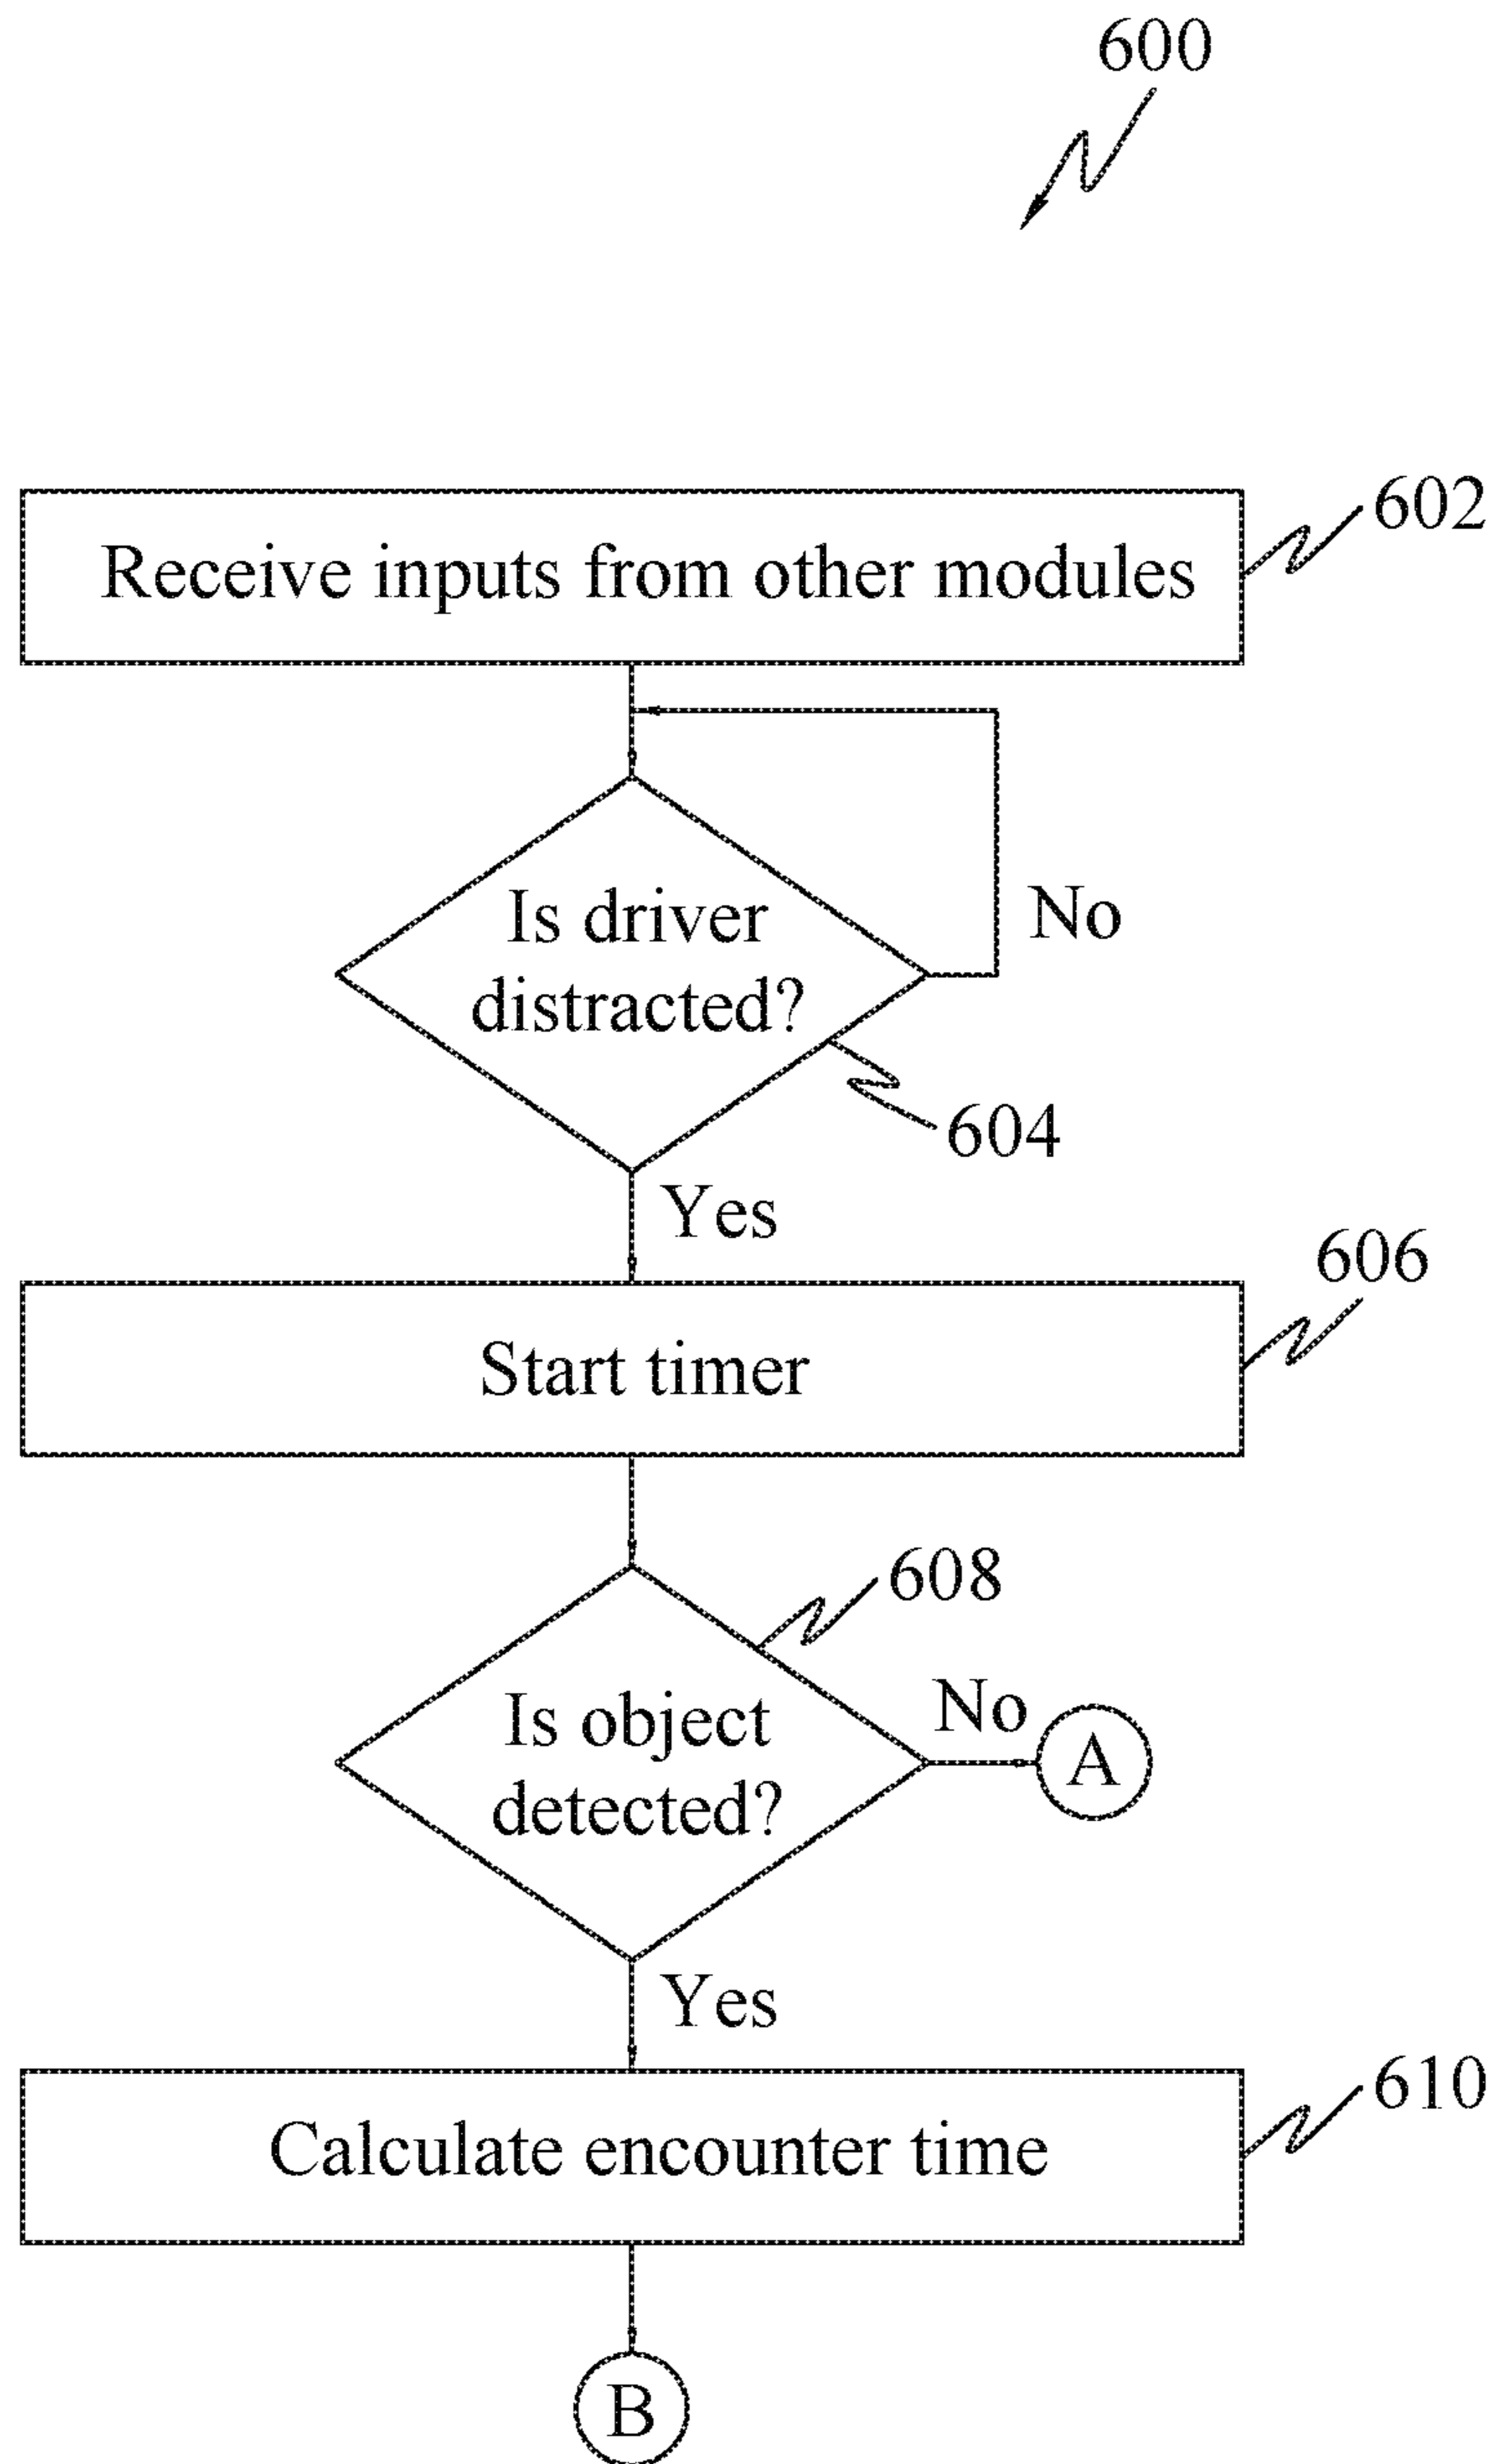 600
Receive inputs from other modules
602
Is driver
distracted?
No
604
Yes
Start timer
606
608
Is object
detected?
No
A
Yes
Calculate encounter time
610
B